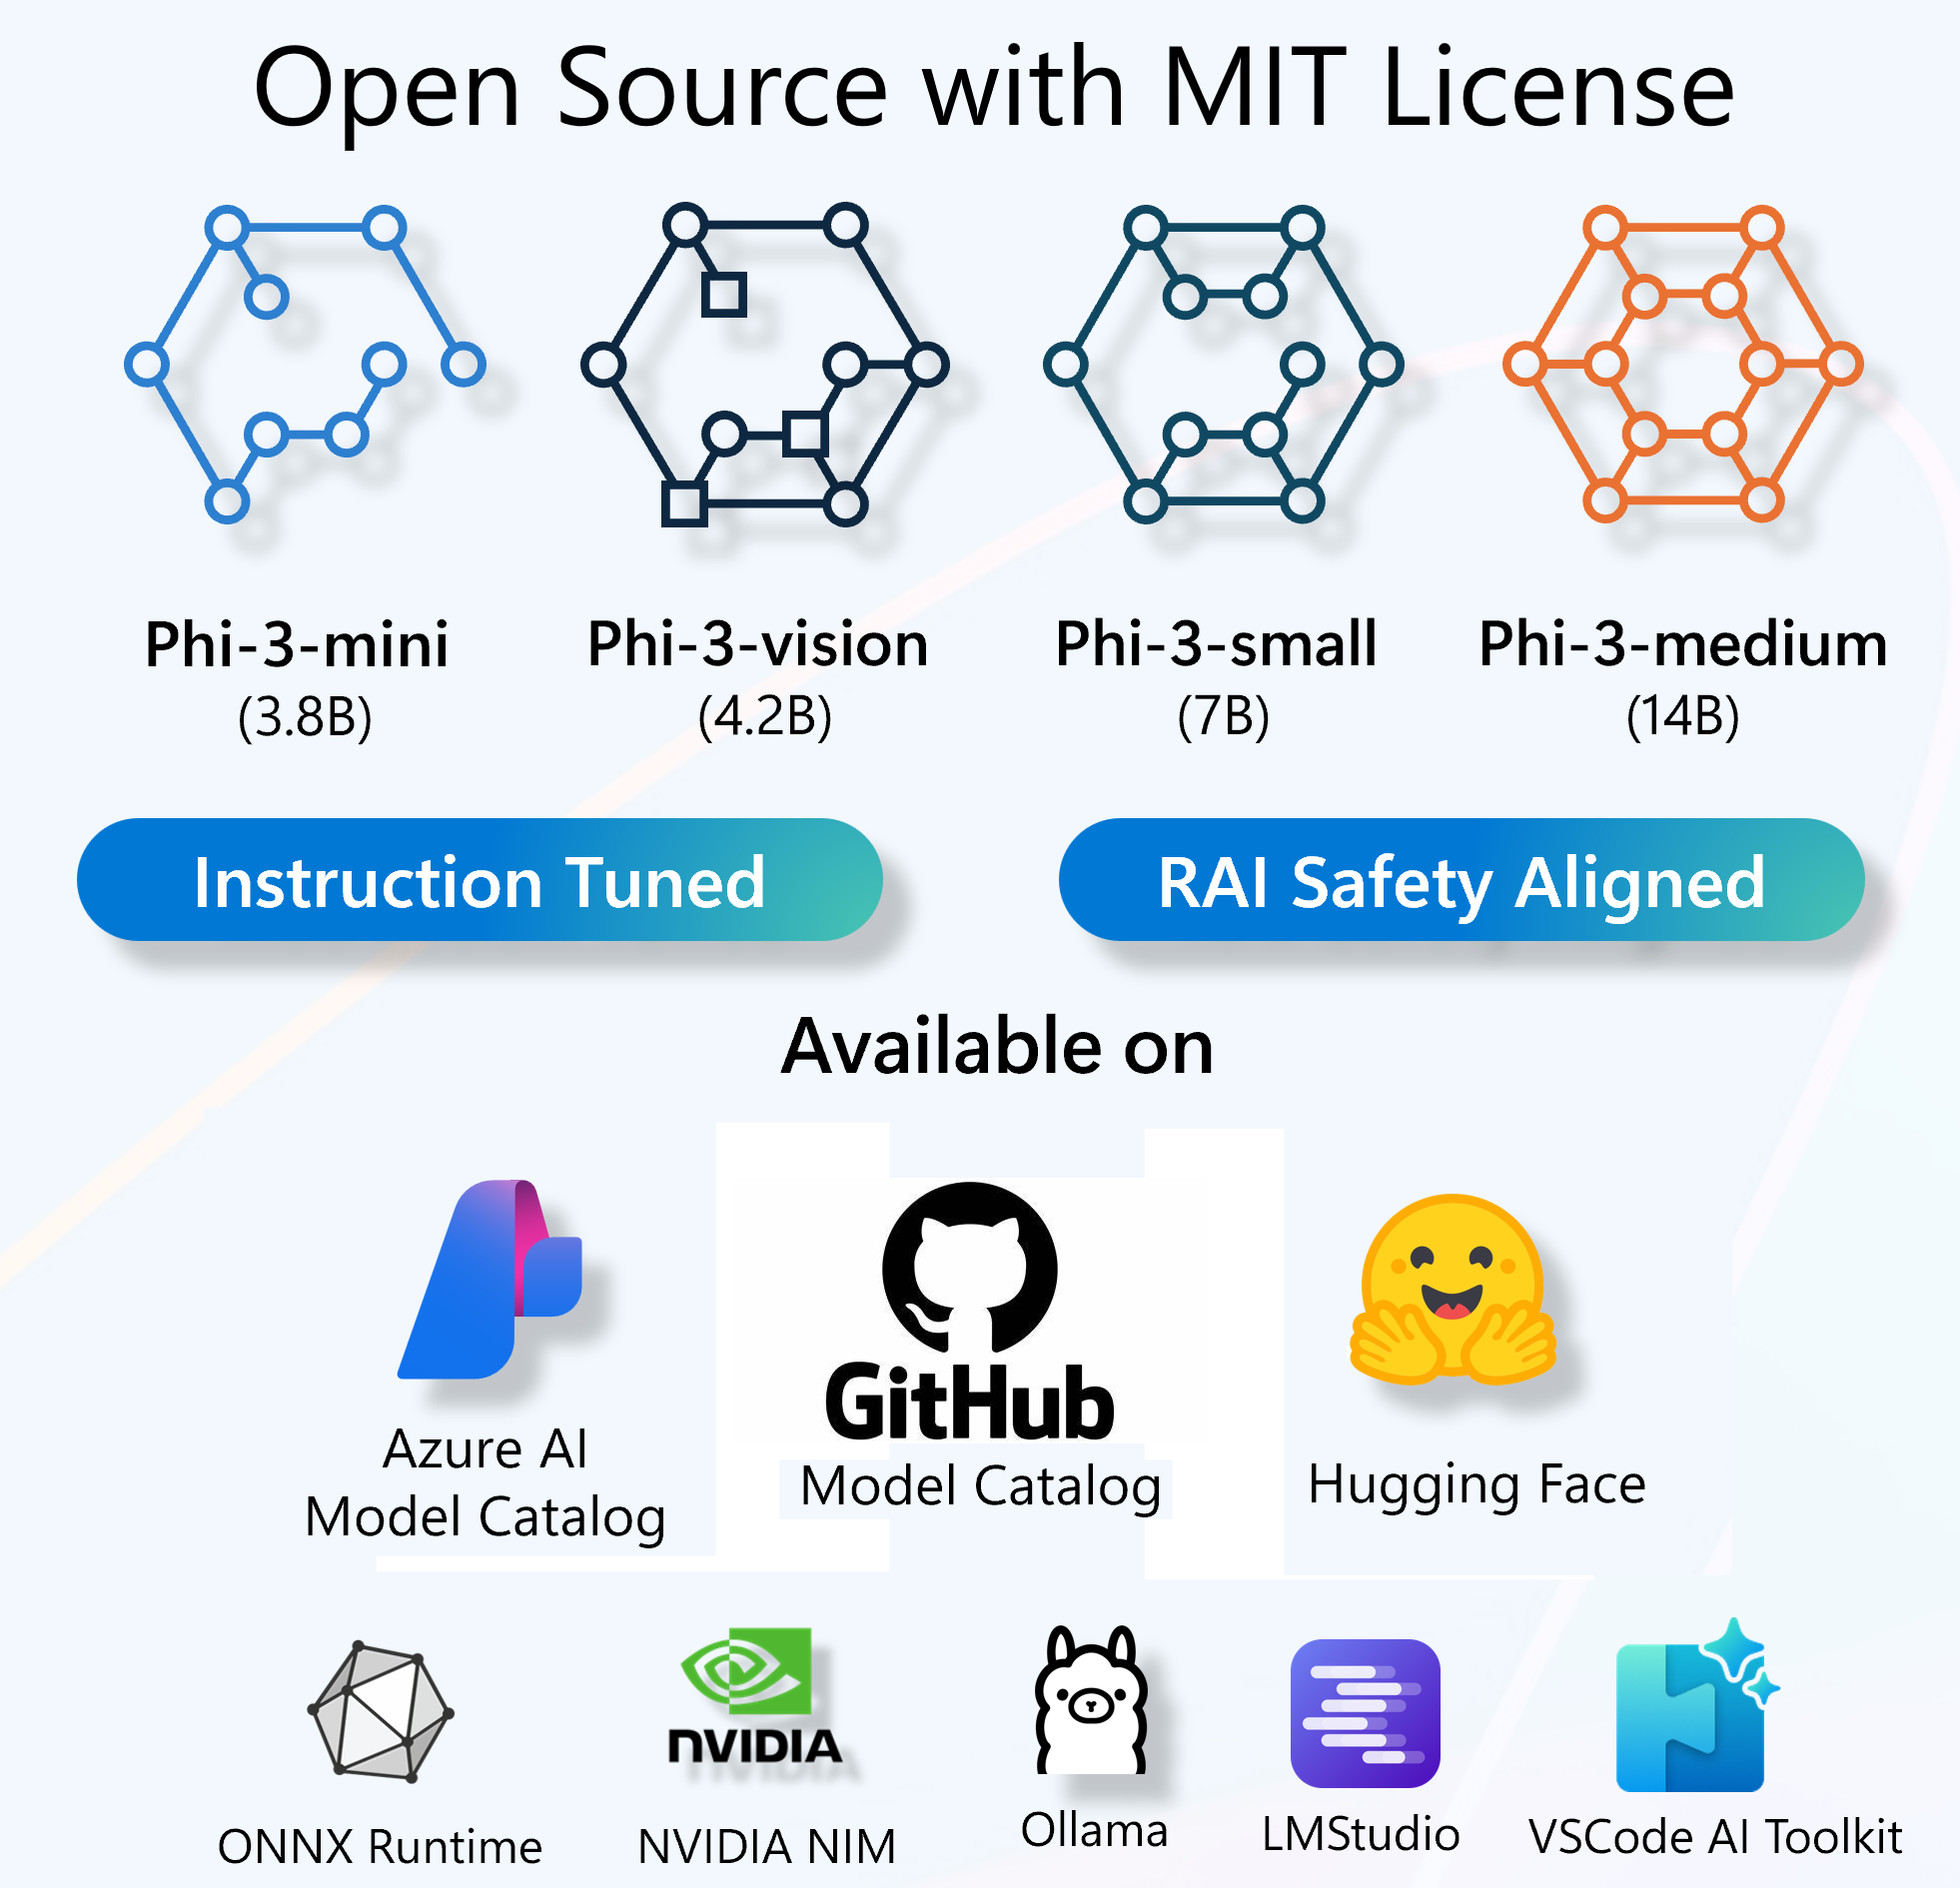 Open Source with MIT License
Phi-3-mini
(3.8B)
Phi-3-vision
(4.2B)
Phi-3-small
(7B)
Phi-3-medium
(14B)
Instruction Tuned
RAI Safety Aligned
Available on
Azure AI
Model Catalog
GitHub
Model Catalog
Hugging Face
ONNX Runtime
NVIDIA
NVIDIA NIM
Ollama
LMStudio
VSCode AI Toolkit